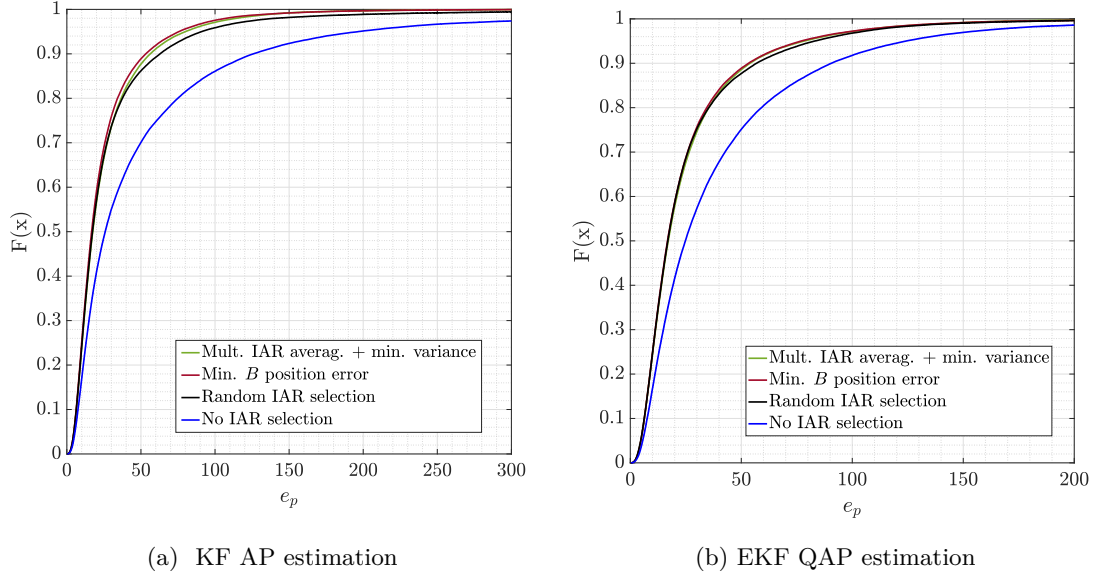 1
0.9
0.8
0.7
0.6
0.5
0.4
0.3
0.2
0.1
0
F(x)
Mult. IAR averag. + min. variance
Min. B position error
Random IAR selection
No IAR selection
0 50 100 150 200 250 300
e_p
(a) KF AP estimation
1
0.9
0.8
0.7
0.6
0.5
0.4
0.3
0.2
0.1
0
F(x)
Mult. IAR averag. + min. variance
Min. B position error
Random IAR selection
No IAR selection
0 50 100 150 200
e_p
(b) EKF QAP estimation